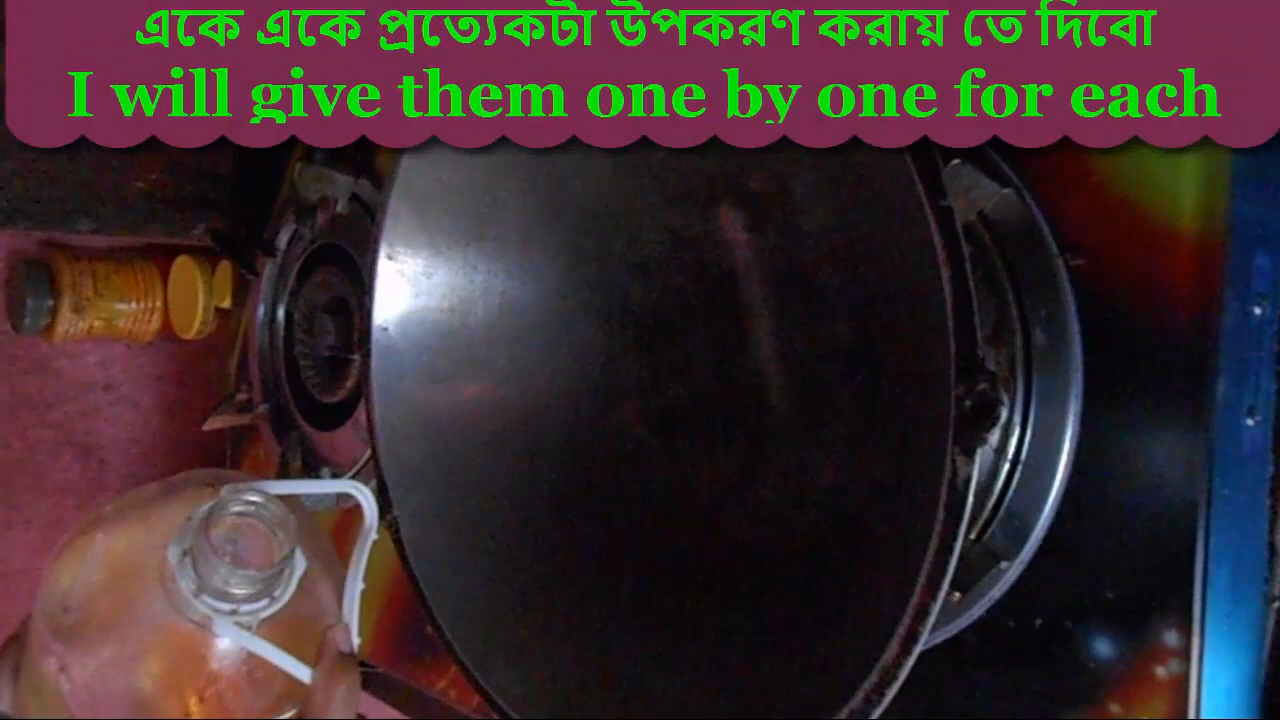 একে একে প্রত্যেকটা উপকরণ করায় তে দিবো
I will give them one by one for each